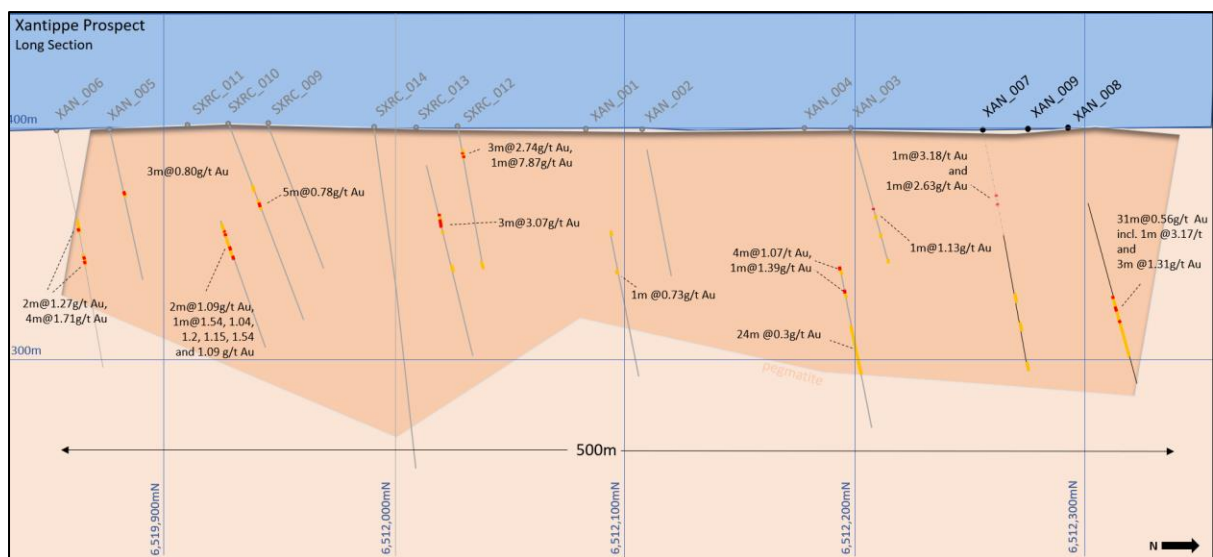 Xantippe Prospect
Long Section
XAN_006
XAN_005
SXRC_011
SXRC_010
SXRC_009
SXRC_014
SXRC_013
SXRC_012
XAN_001
XAN_002
XAN_004
XAN_003
XAN_007
XAN_009
XAN_008
400m
3m@0.80g/t Au
5m@0.78g/t Au
3m@2.74g/t Au,
1m@7.87g/t Au
3m@3.07g/t Au
1m@3.18/t Au
and
1m@2.63g/t Au
31m@0.56g/t Au
incl. 1m @3.17/t
and
3m @1.31g/t Au
1m@1.13g/t Au
4m@1.07/t Au,
1m@1.39g/t Au
1m @0.73g/t Au
2m@1.27g/t Au,
4m@1.71g/t Au
2m@1.09g/t Au,
1m@1.54, 1.04,
1.2, 1.15, 1.54
and 1.09 g/t Au
24m @0.3g/t Au
300m
pegmatite
500m
6,519,900mN
6,512,000mN
6,512,100mN
6,512,200mN
6,512,300mN
N